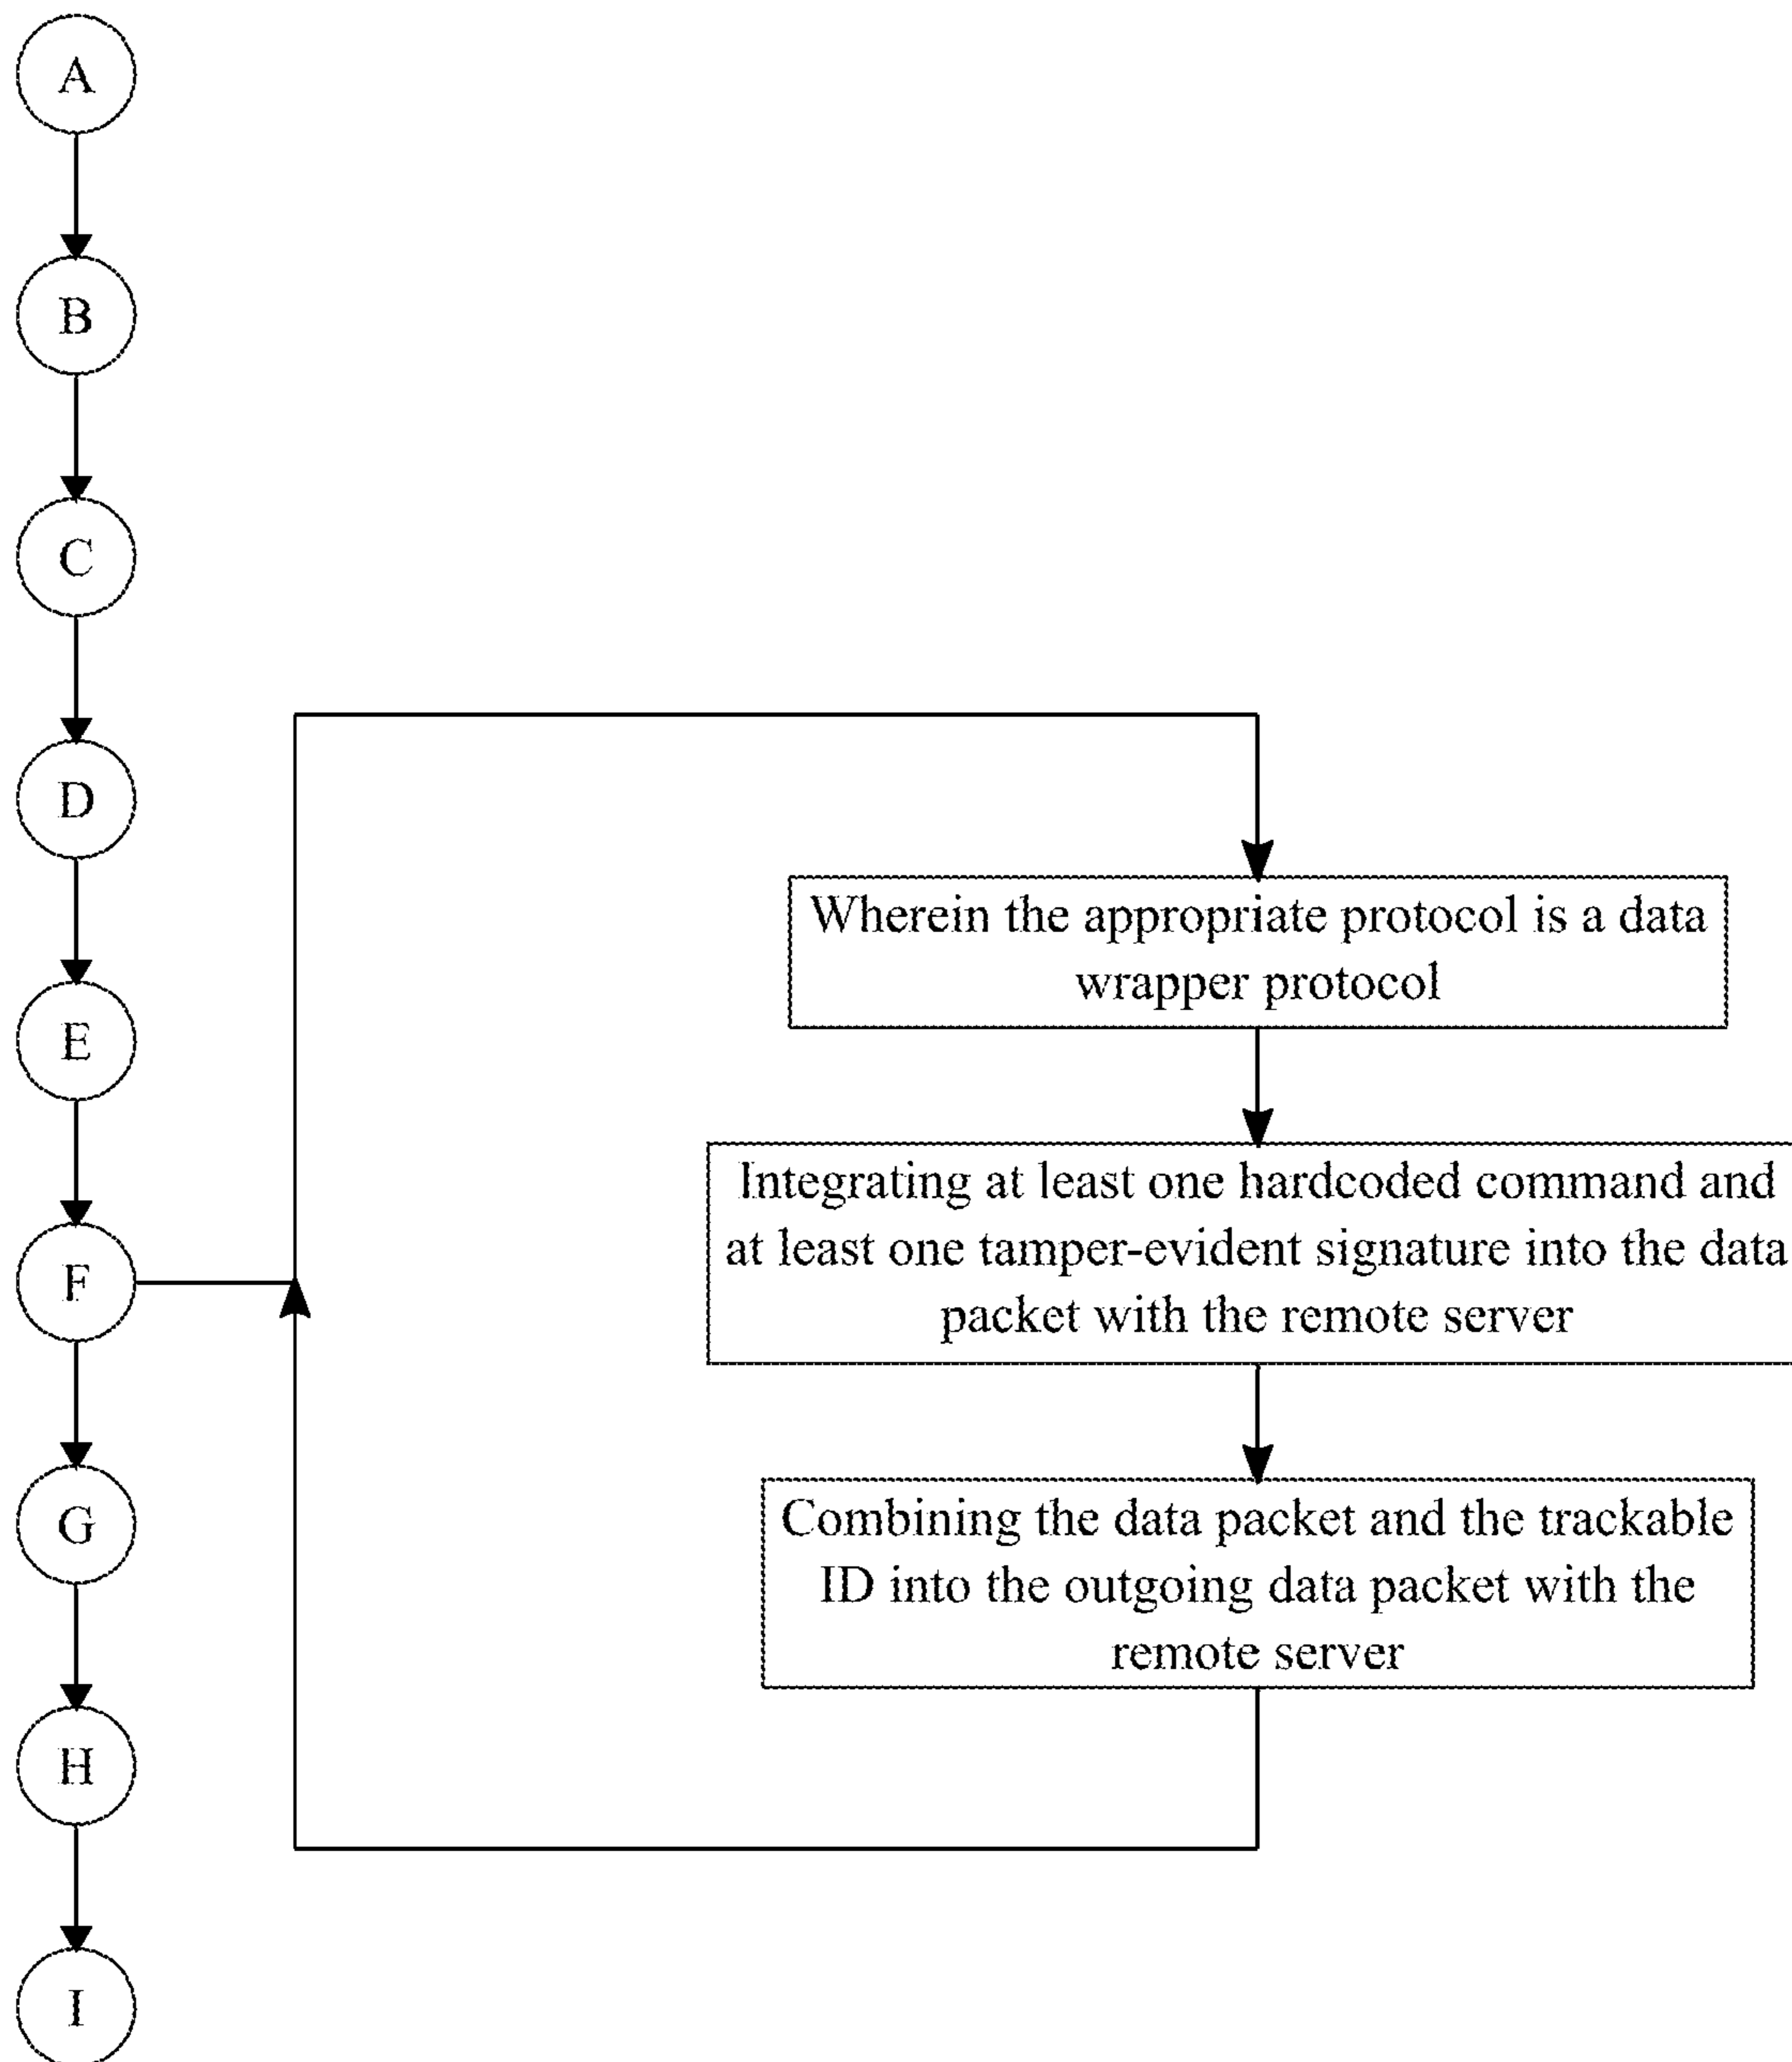 A
B
C
D
E
F
G
H
I
Wherein the appropriate protocol is a data
wrapper protocol
Integrating at least one hardcoded command and
at least one tamper-evident signature into the data
packet with the remote server
Combining the data packet and the trackable
ID into the outgoing data packet with the
remote server